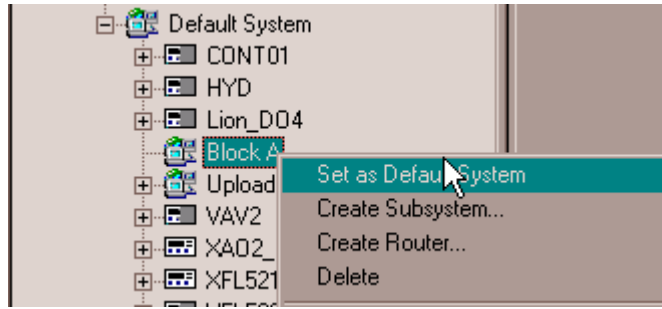 Default System
CONT01
HYD
Lion_DO4
Block A
Set as Default System
Upload
Create Subsystem...
VAV2
Create Router...
XAO2_
Delete
XFL521